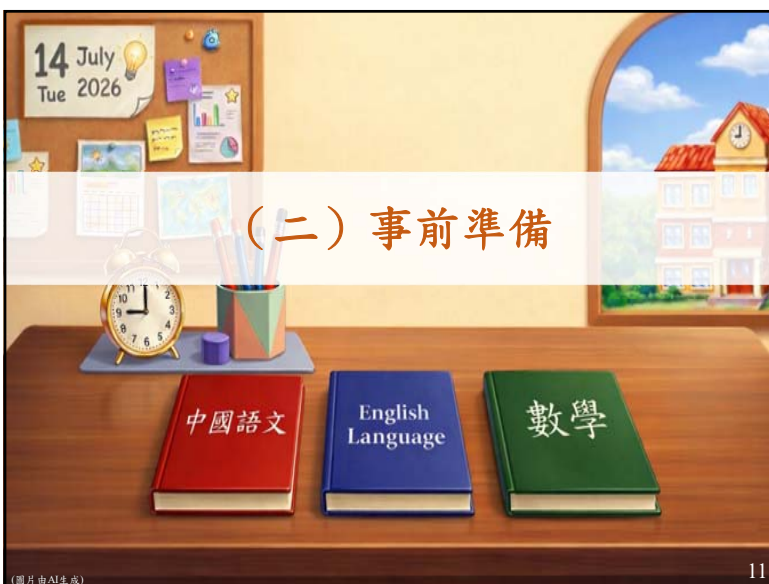 14 July
Tue 2026
（二）事前準備
中國語文
English
Language
數學
(圖片由AI生成)
11